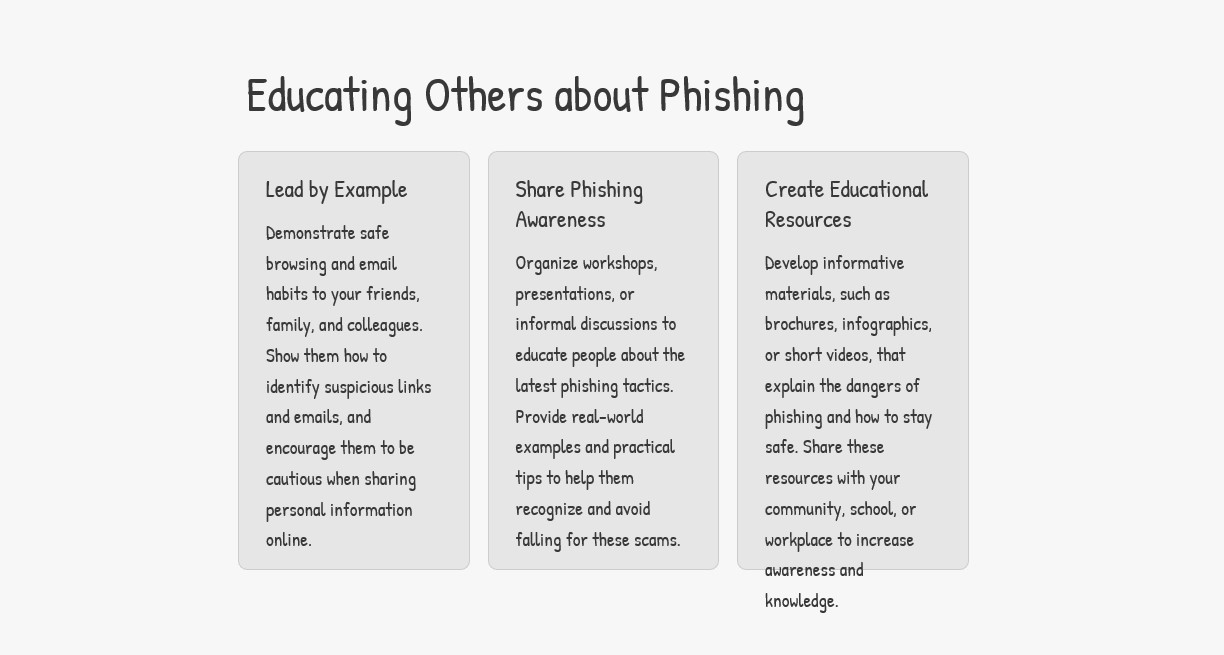 Educating Others about Phishing
Lead by Example
Demonstrate safe
browsing and email
habits to your friends,
family, and colleagues.
Show them how to
identify suspicious links
and emails, and
encourage them to be
cautious when sharing
personal information
online.
Share Phishing
Awareness
Organize workshops,
presentations, or
informal discussions to
educate people about the
latest phishing tactics.
Provide real-world
examples and practical
tips to help them
recognize and avoid
falling for these scams.
Create Educational
Resources
Develop informative
materials, such as
brochures, infographics,
or short videos, that
explain the dangers of
phishing and how to stay
safe. Share these
resources with your
community, school, or
workplace to increase
awareness and
knowledge.